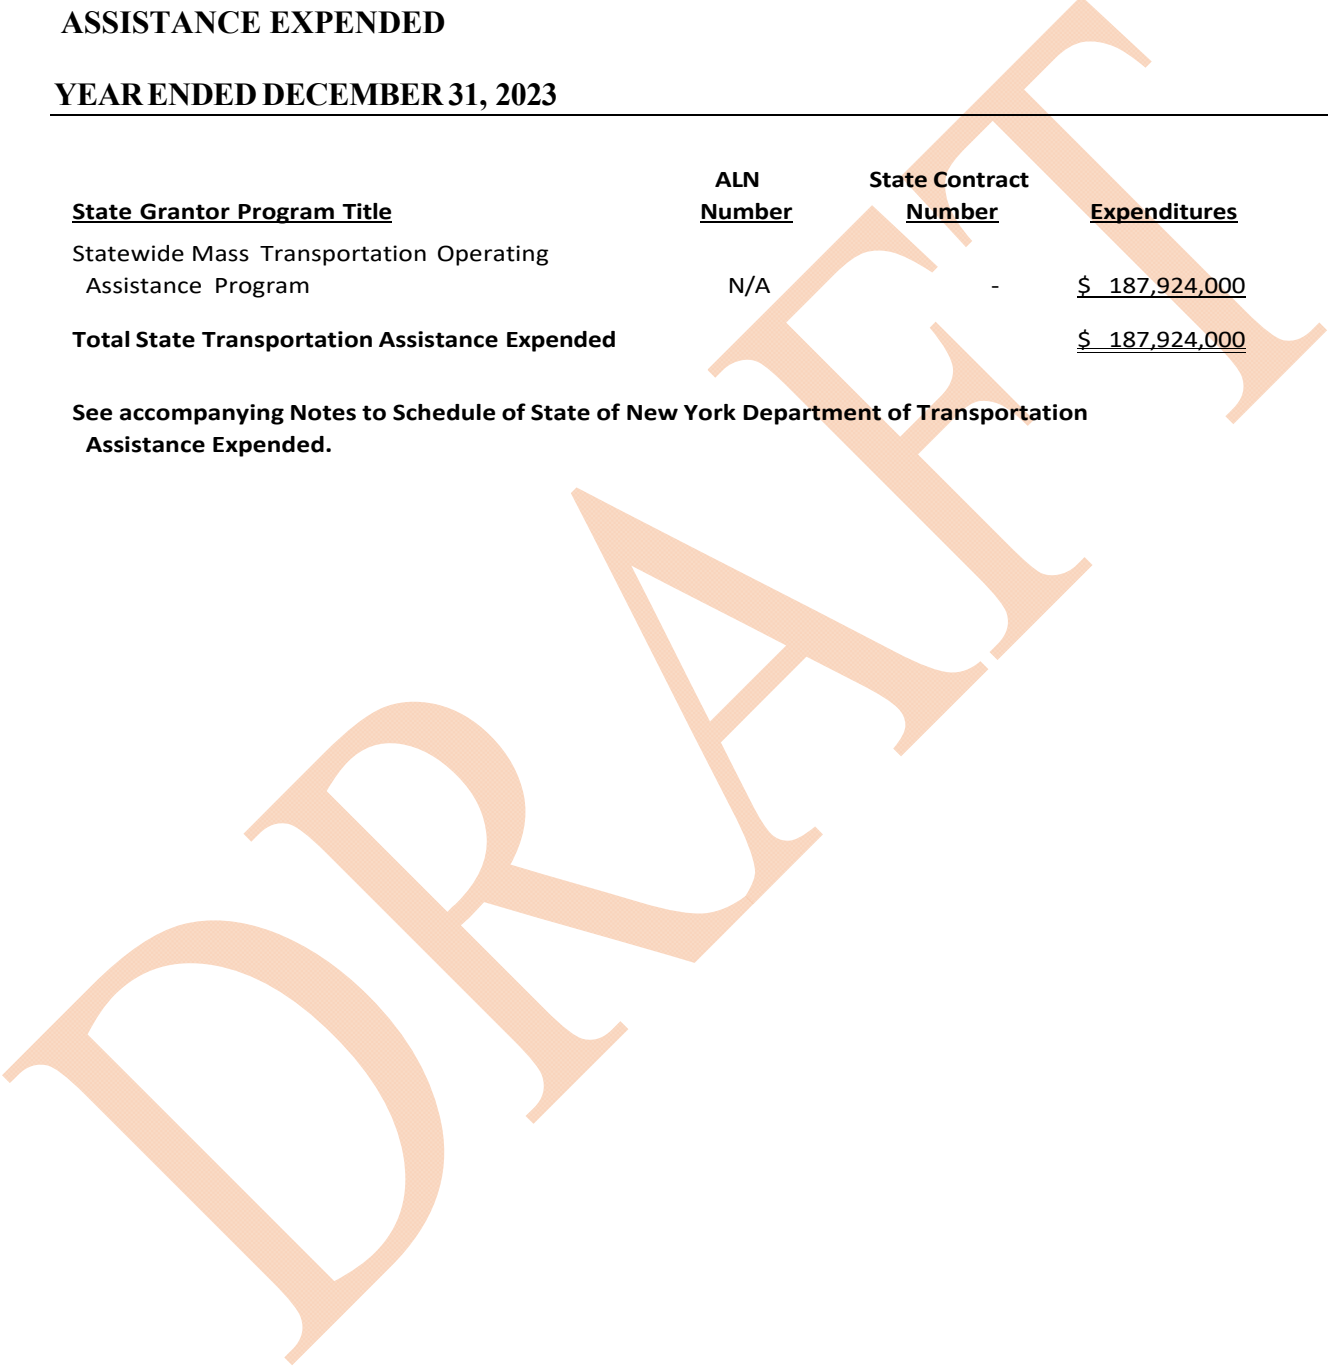 ASSISTANCE EXPENDED
YEAR ENDED DECEMBER 31, 2023
ALN State Contract
State Grantor Program Title Number Number Expenditures
Statewide Mass Transportation Operating
Assistance Program N/A - $ 187,924,000
Total State Transportation Assistance Expended $ 187,924,000
See accompanying Notes to Schedule of State of New York Department of Transportation
Assistance Expended.
DRAFT